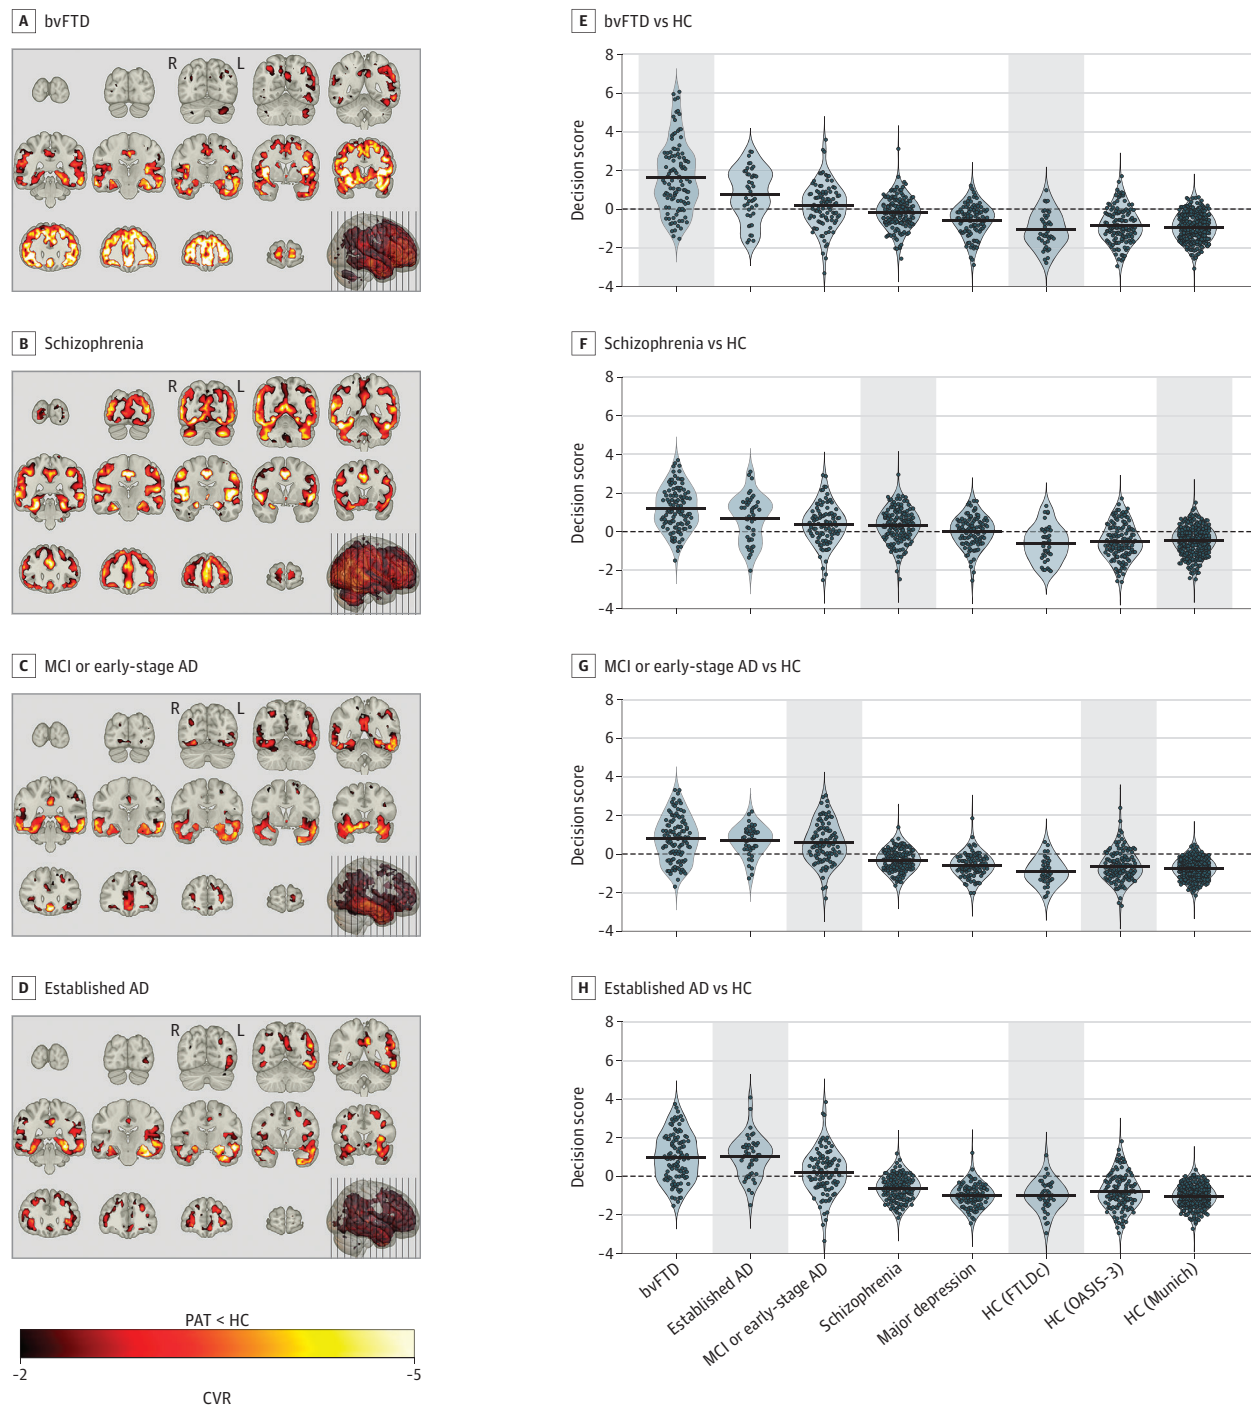 A bvFTD
R L
B Schizophrenia
R L
C MCI or early-stage AD
R L
D Established AD
R L
PAT < HC
-2 -5
CVR
E bvFTD vs HC
8
6
4
2
0
-2
-4
Decision score
F Schizophrenia vs HC
8
6
4
2
0
-2
-4
Decision score
G MCI or early-stage AD vs HC
8
6
4
2
0
-2
-4
Decision score
H Established AD vs HC
8
6
4
2
0
-2
-4
Decision score
bvFTD
Established AD
MCI or early-stage AD
Schizophrenia
Major depression
HC (FTLDc)
HC (OASIS-3)
HC (Munich)